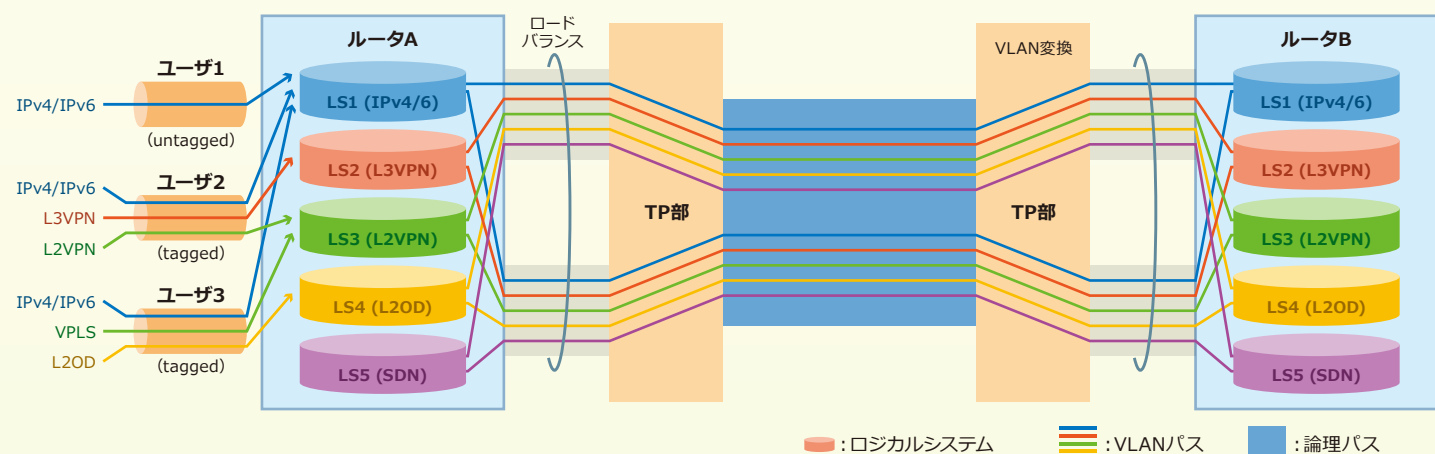 ルータA
ロード
バランス
VLAN変換
ルータB
ユーザ1
IPv4/IPv6
(untagged)
ユーザ2
IPv4/IPv6
L3VPN
L2VPN
(tagged)
ユーザ3
IPv4/IPv6
VPLS
L2OD
(tagged)
LS1 (IPv4/6)
LS2 (L3VPN)
LS3 (L2VPN)
LS4 (L2OD)
LS5 (SDN)
TP部
TP部
LS1 (IPv4/6)
LS2 (L3VPN)
LS3 (L2VPN)
LS4 (L2OD)
LS5 (SDN)
:ロジカルシステム
:VLANパス
:論理パス